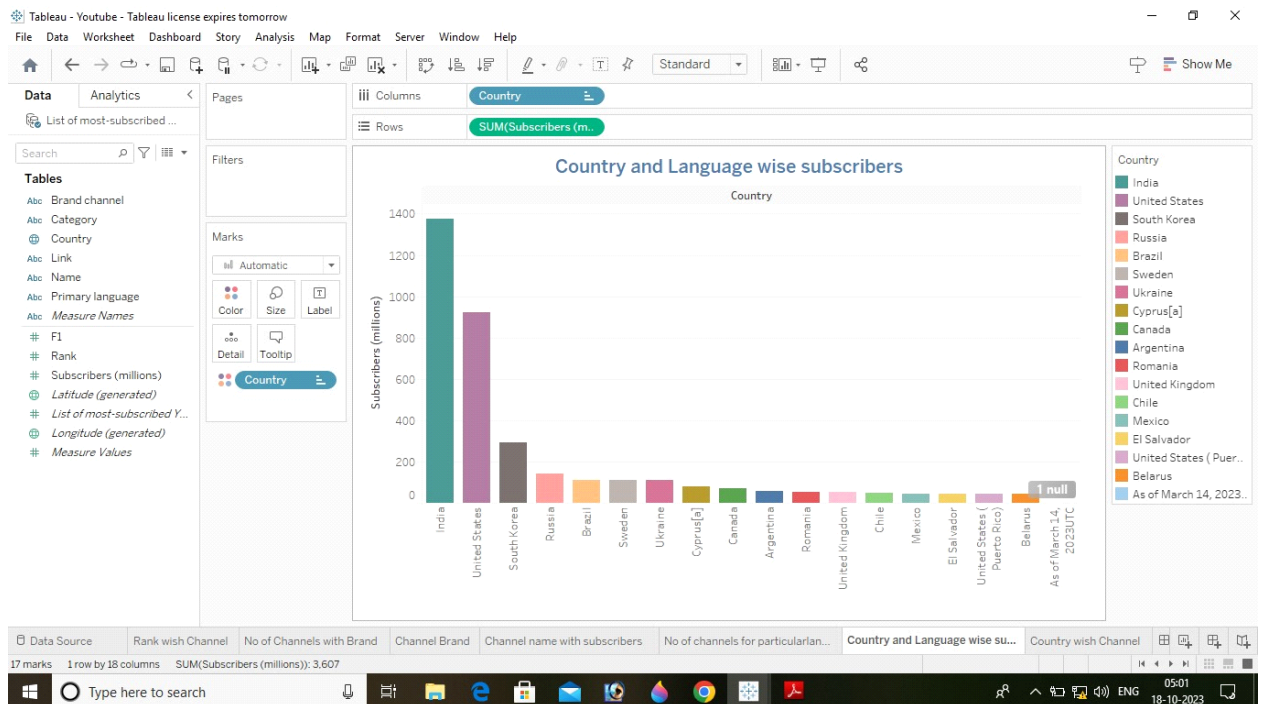 Tableau - Youtube - Tableau license expires tomorrow
File Data Worksheet Dashboard Story Analysis Map Format Server Window Help
Standard
Show Me
Data Analytics
List of most-subscribed ...
Search
Tables
Abc Brand channel
Abc Category
Country
Abc Link
Abc Name
Abc Primary language
Abc Measure Names
# F1
# Rank
# Subscribers (millions)
Latitude (generated)
# List of most-subscribed Y...
Longitude (generated)
# Measure Values
Pages
Filters
Marks
Automatic
Color Size Label
Detail Tooltip
Country
Columns Country
Rows SUM(Subscribers (m..
Country and Language wise subscribers
Country
Subscribers (millions)
1400
1200
1000
800
600
400
200
0
1 null
India
United States
South Korea
Russia
Brazil
Sweden
Ukraine
Cyprus[a]
Canada
Argentina
Romania
United Kingdom
Chile
Mexico
El Salvador
United States (
Puerto Rico)
Belarus
As of March 14,
2023UTC
Country
India
United States
South Korea
Russia
Brazil
Sweden
Ukraine
Cyprus[a]
Canada
Argentina
Romania
United Kingdom
Chile
Mexico
El Salvador
United States ( Puer..
Belarus
As of March 14, 2023..
Data Source Rank wish Channel No of Channels with Brand Channel Brand Channel name with subscribers No of channels for particularlan... Country and Language wise su... Country wish Channel
17 marks 1 row by 18 columns SUM(Subscribers (millions)): 3,607
Type here to search
ENG
05:01
18-10-2023